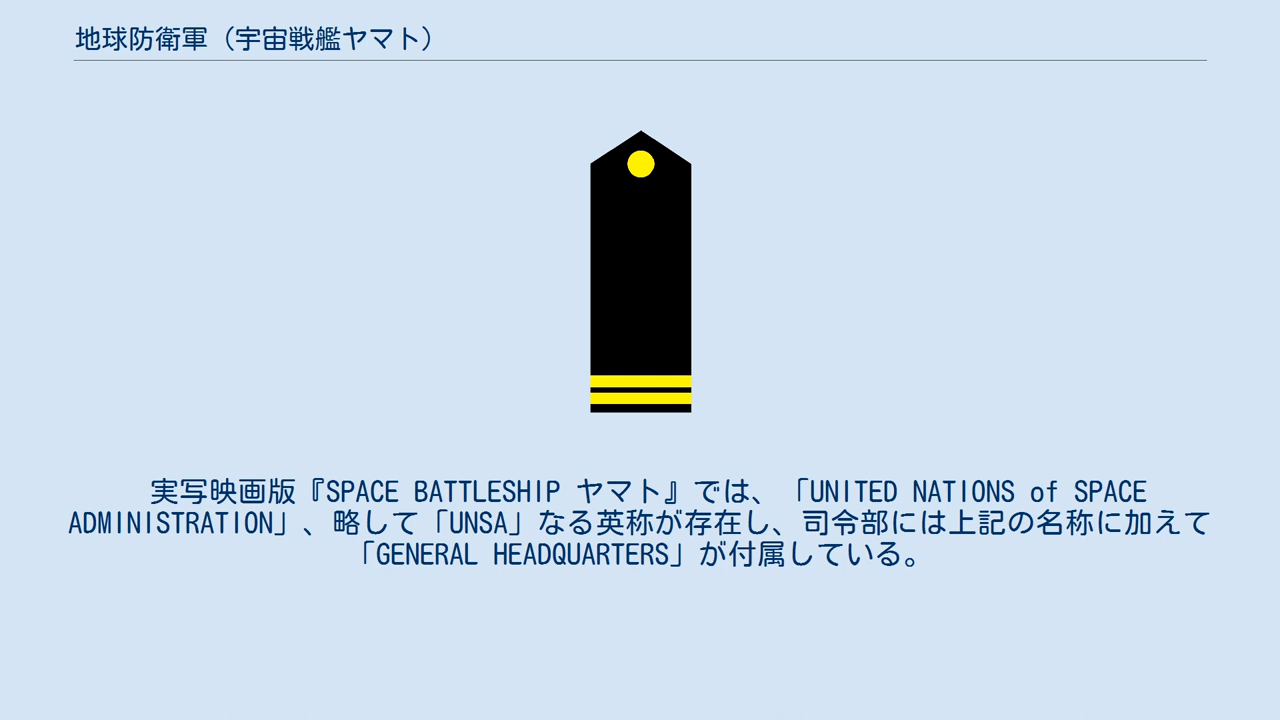 地球防衛軍（宇宙戦艦ヤマト）
実写映画版『SPACE BATTLESHIP ヤマト』では、「UNITED NATIONS of SPACE
ADMINISTRATION」、略して「UNSA」なる英称が存在し、司令部には上記の名称に加えて
「GENERAL HEADQUARTERS」が付属している。